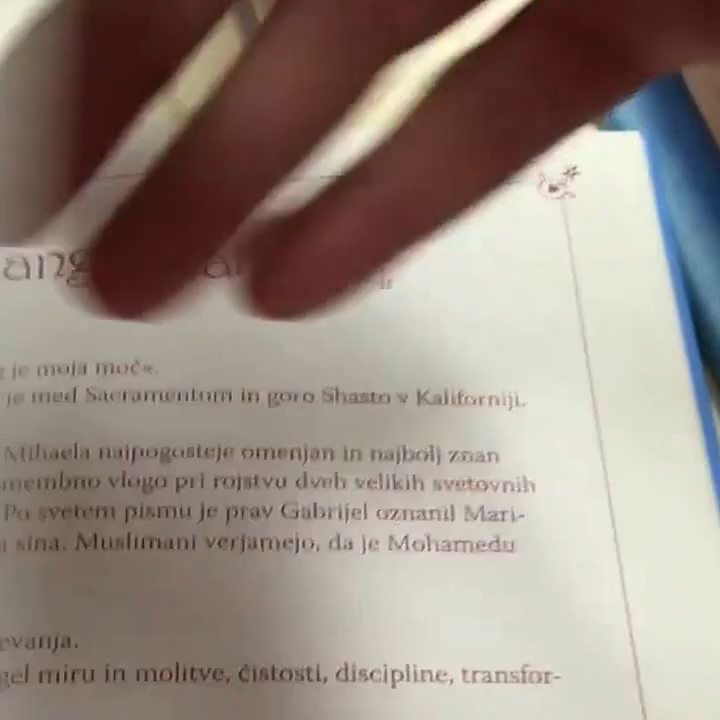 je moja moč«.
je med Sacramentom in goro Shasto v Kaliforniji.
Mihaela najpogosteje omenjan in najbolj znan
membno vlogo pri rojstvu dveh velikih svetovnih
Po svetem pismu je prav Gabrijel oznanil Mari-
sina. Muslimani verjamejo, da je Mohamedu
evanja.
gel miru in molitve, čistosti, discipline, transfor-